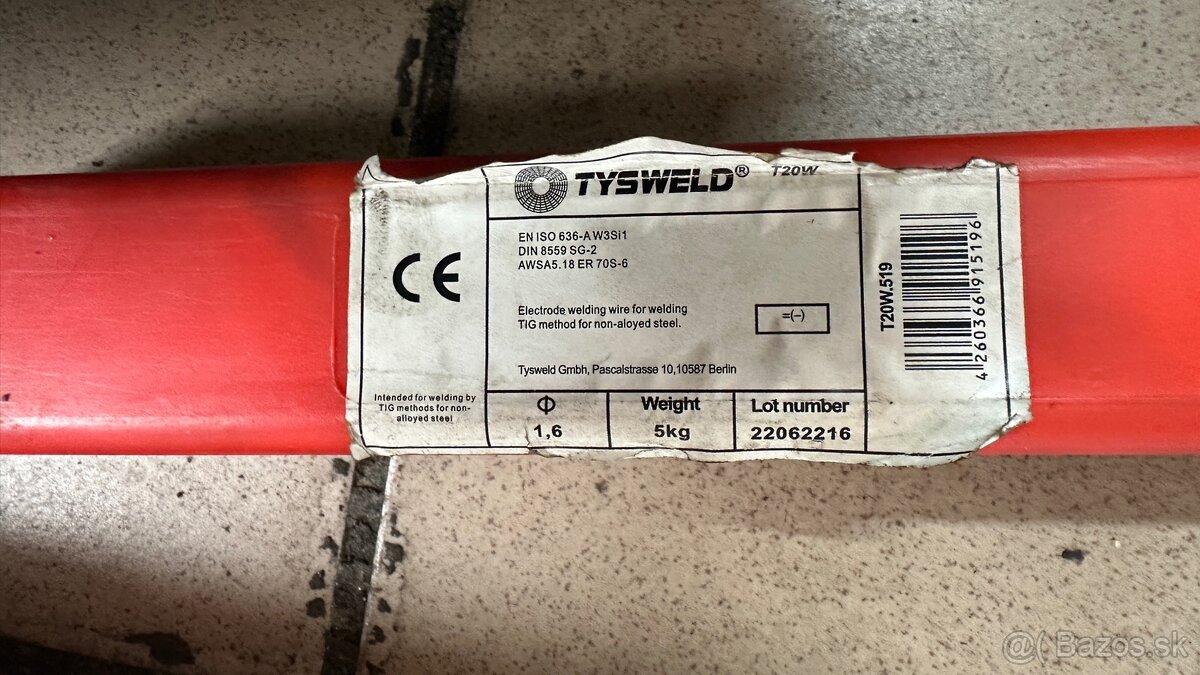 TYSWELD® T20W
EN ISO 636-A W3Si1
DIN 8559 SG-2
AWSA5.18 ER 70S-6
Electrode welding wire for welding
TIG method for non-aloyed steel.
=(-)
Tysweld Gmbh, Pascalstrasse 10,10587 Berlin
CE
Intended for welding by
TIG methods for non-
alloyed steel
Φ
1,6
Weight
5kg
Lot number
22062216
T20W.519
4260366915196
@( Bazos.sk